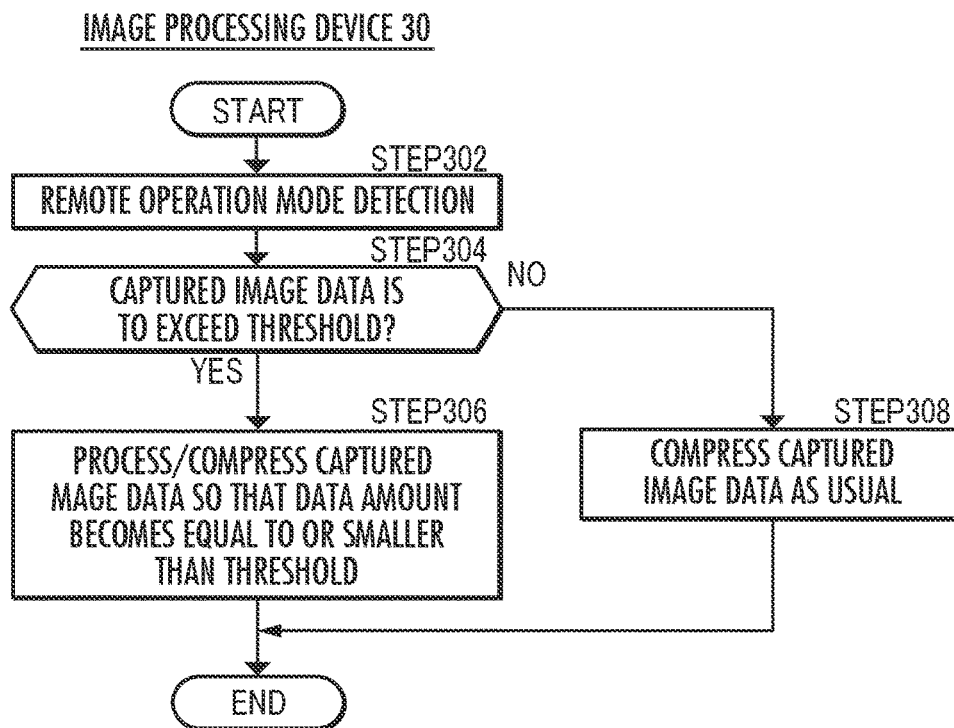 IMAGE PROCESSING DEVICE 30
START
STEP302
REMOTE OPERATION MODE DETECTION
STEP304
CAPTURED IMAGE DATA IS
TO EXCEED THRESHOLD?
NO
YES
STEP306
PROCESS/COMPRESS CAPTURED
MAGE DATA SO THAT DATA AMOUNT
BECOMES EQUAL TO OR SMALLER
THAN THRESHOLD
STEP308
COMPRESS CAPTURED
IMAGE DATA AS USUAL
END